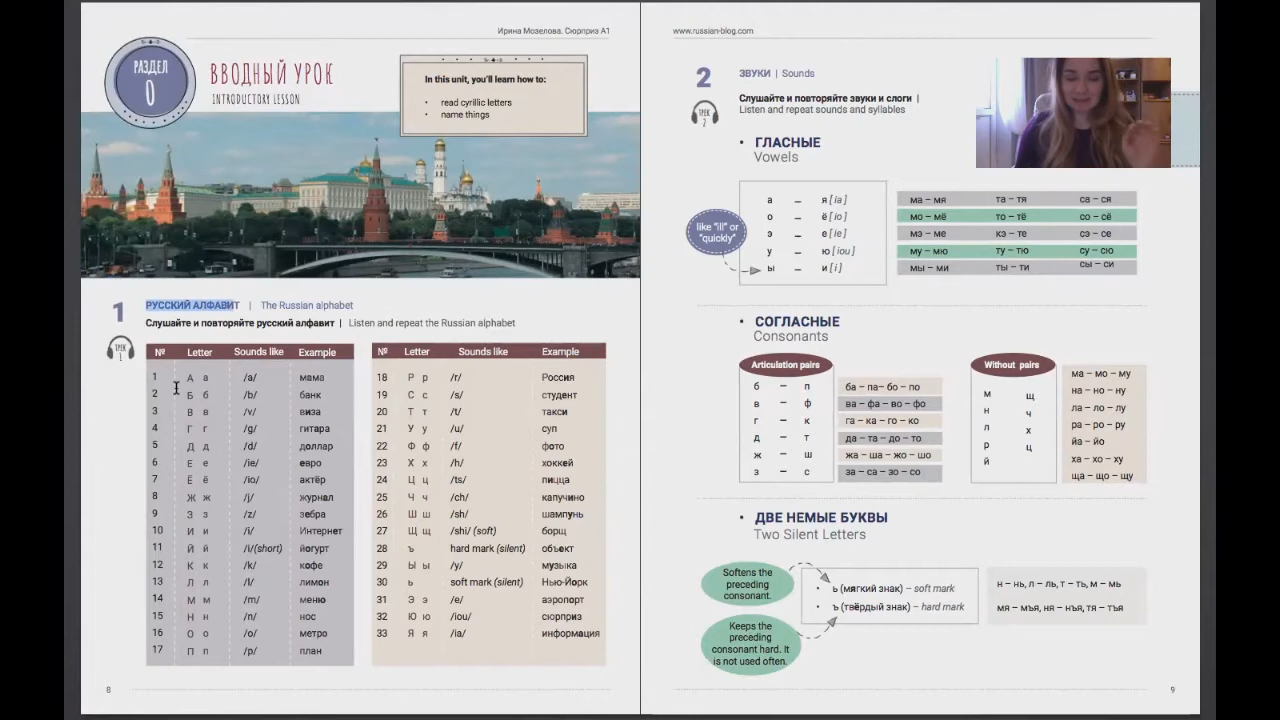 Ирина Мозелова. Сюрприз А1
РАЗДЕЛ
0
ВВОДНЫЙ УРОК
INTRODUCTORY LESSON
In this unit, you'll learn how to:
• read cyrillic letters
• name things
1
РУССКИЙ АЛФАВИТ | The Russian alphabet
Слушайте и повторяйте русский алфавит | Listen and repeat the Russian alphabet
ТРЕК
1
№ Letter Sounds like Example
1 А а /a/ мама
2 Б б /b/ банк
3 В в /v/ виза
4 Г г /g/ гитара
5 Д д /d/ доллар
6 Е е /ie/ евро
7 Ё ё /io/ актёр
8 Ж ж /j/ журнал
9 З з /z/ зебра
10 И и /i/ Интернет
11 Й й /i/(short) йогурт
12 К к /k/ кофе
13 Л л /l/ лимон
14 М м /m/ меню
15 Н н /n/ нос
16 О о /o/ метро
17 П п /p/ план
№ Letter Sounds like Example
18 Р р /r/ Россия
19 С с /s/ студент
20 Т т /t/ такси
21 У у /u/ суп
22 Ф ф /f/ фото
23 Х х /h/ хоккей
24 Ц ц /ts/ пицца
25 Ч ч /ch/ капучино
26 Ш ш /sh/ шампунь
27 Щ щ /shi/ (soft) борщ
28 ъ hard mark (silent) объект
29 Ы ы /y/ музыка
30 ь soft mark (silent) Нью-Йорк
31 Э э /e/ аэропорт
32 Ю ю /iou/ сюрприз
33 Я я /ia/ информация
8
www.russian-blog.com
2
ЗВУКИ | Sounds
ТРЕК
2
Слушайте и повторяйте звуки и слоги |
Listen and repeat sounds and syllables
• ГЛАСНЫЕ
Vowels
like "ill" or
"quickly"
а – я [ia]
о – ё [io]
э – е [ie]
у – ю [iou]
ы – и [i]
ма – мя та – тя са – ся
мо – мё то – тё со – сё
мэ – ме кэ – те сэ – се
му – мю ту – тю су – сю
мы – ми ты – ти сы – си
• СОГЛАСНЫЕ
Consonants
Articulation pairs
б – п ба – па– бо – по
в – ф ва – фа – во – фо
г – к га – ка – го – ко
д – т да – та – до – то
ж – ш жа – ша – жо – шо
з – с за – са – зо – со
Without pairs
м щ
н ч
л х
р ц
й
ма – мо – му
на – но – ну
ла – ло – лу
ра – ро – ру
йа – йо
ха – хо – ху
ща – що – щу
• ДВЕ НЕМЫЕ БУКВЫ
Two Silent Letters
Softens the
preceding
consonant.
Keeps the
preceding
consonant hard. It
is not used often.
• ь (мягкий знак) – soft mark
• ъ (твёрдый знак) – hard mark
н – нь, л – ль, т – ть, м – мь
мя – мъя, ня – нъя, тя – тъя
9